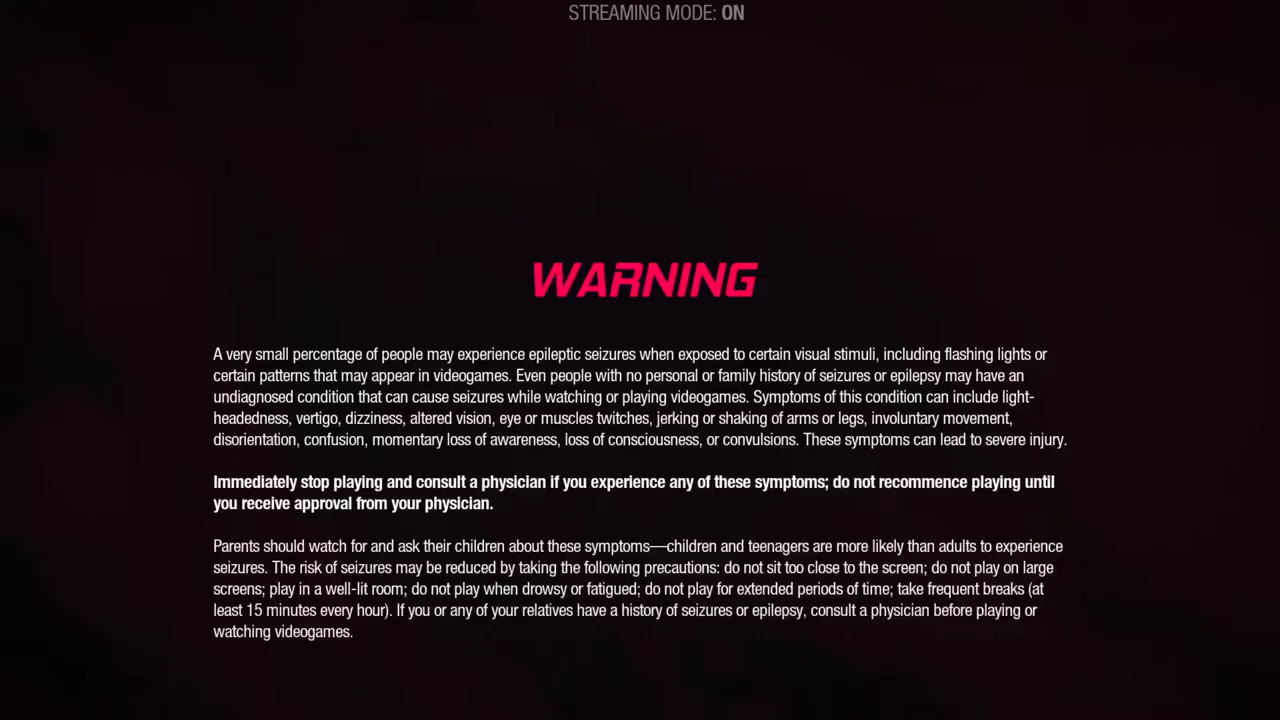 STREAMING MODE: ON
WARNING
A very small percentage of people may experience epileptic seizures when exposed to certain visual stimuli, including flashing lights or
certain patterns that may appear in videogames. Even people with no personal or family history of seizures or epilepsy may have an
undiagnosed condition that can cause seizures while watching or playing videogames. Symptoms of this condition can include light-
headedness, vertigo, dizziness, altered vision, eye or muscles twitches, jerking or shaking of arms or legs, involuntary movement,
disorientation, confusion, momentary loss of awareness, loss of consciousness, or convulsions. These symptoms can lead to severe injury.
Immediately stop playing and consult a physician if you experience any of these symptoms; do not recommence playing until
you receive approval from your physician.
Parents should watch for and ask their children about these symptoms—children and teenagers are more likely than adults to experience
seizures. The risk of seizures may be reduced by taking the following precautions: do not sit too close to the screen; do not play on large
screens; play in a well-lit room; do not play when drowsy or fatigued; do not play for extended periods of time; take frequent breaks (at
least 15 minutes every hour). If you or any of your relatives have a history of seizures or epilepsy, consult a physician before playing or
watching videogames.